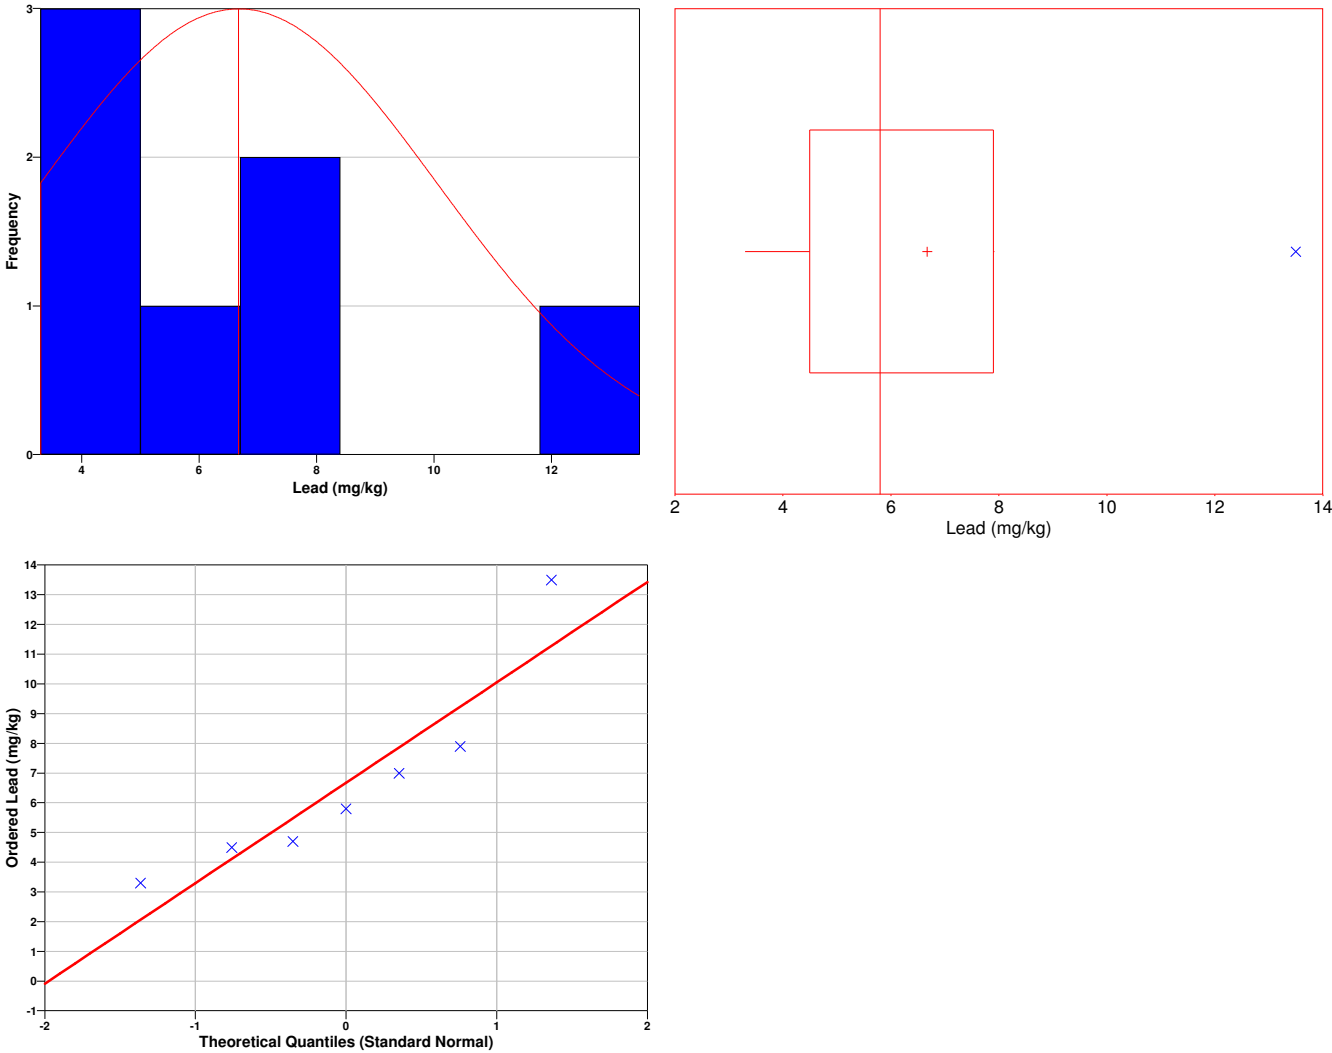 3
2
1
0
Frequency
4 6 8 10 12
Lead (mg/kg)
2 4 6 8 10 12 14
Lead (mg/kg)
14
13
12
11
10
9
8
7
6
5
4
3
2
1
0
-1
Ordered Lead (mg/kg)
-2 -1 0 1 2
Theoretical Quantiles (Standard Normal)